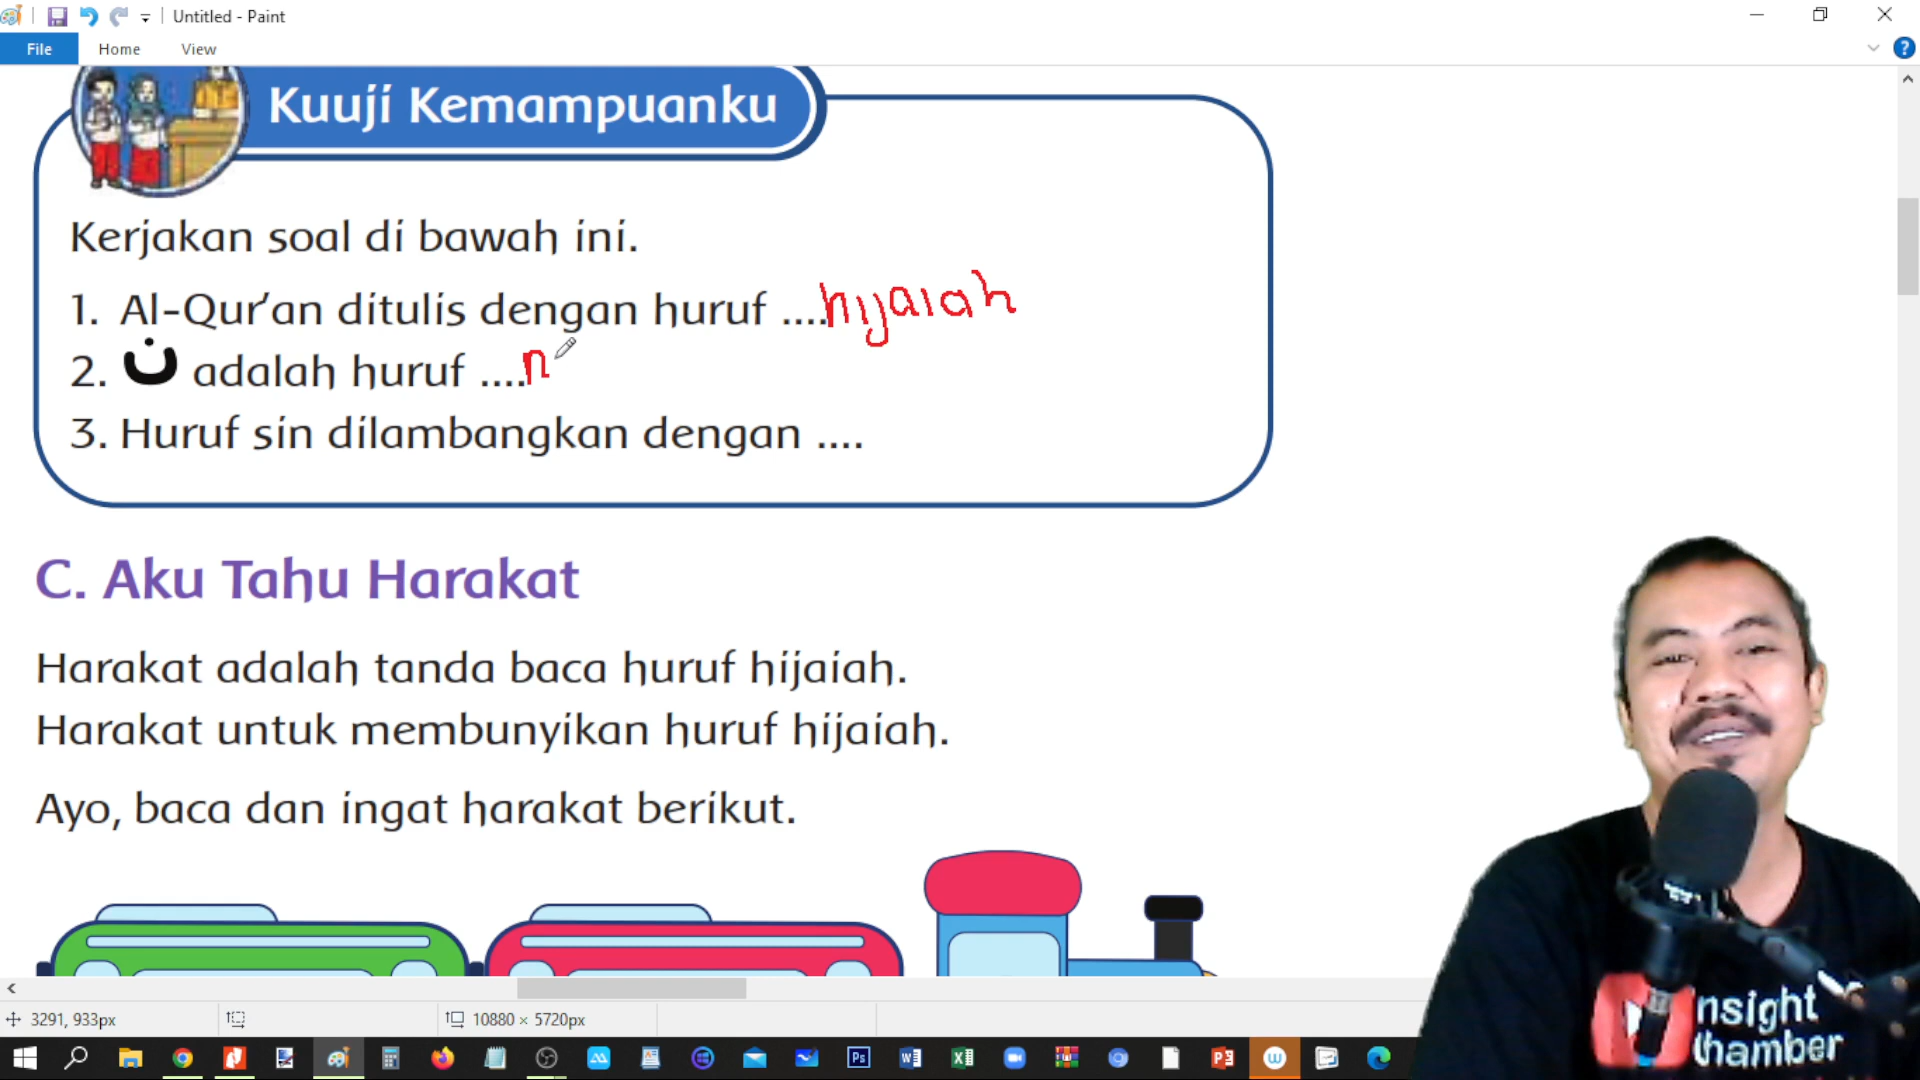 Untitled - Paint
File Home View
Kuuji Kemampuanku
Kerjakan soal di bawah ini.
1. Al-Qur'an ditulis dengan huruf ....hijaiah
2. ن adalah huruf ....n
3. Huruf sin dilambangkan dengan ....
C. Aku Tahu Harakat
Harakat adalah tanda baca huruf hijaiah.
Harakat untuk membunyikan huruf hijaiah.
Ayo, baca dan ingat harakat berikut.
3291, 933px
10880 × 5720px
nsight
Chamber